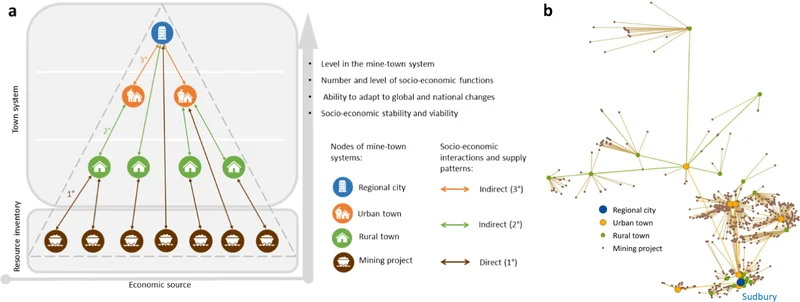 a
Town system
Resource inventory
Economic source
3°
2°
1°
• Level in the mine-town system
• Number and level of socio-economic functions
• Ability to adapt to global and national changes
• Socio-economic stability and viability
Nodes of mine-town
systems:
Regional city
Urban town
Rural town
Mining project
Socio-economic
interactions and supply
patterns:
Indirect (3°)
Indirect (2°)
Direct (1°)
b
Regional city
Urban town
Rural town
Mining project
Sudbury